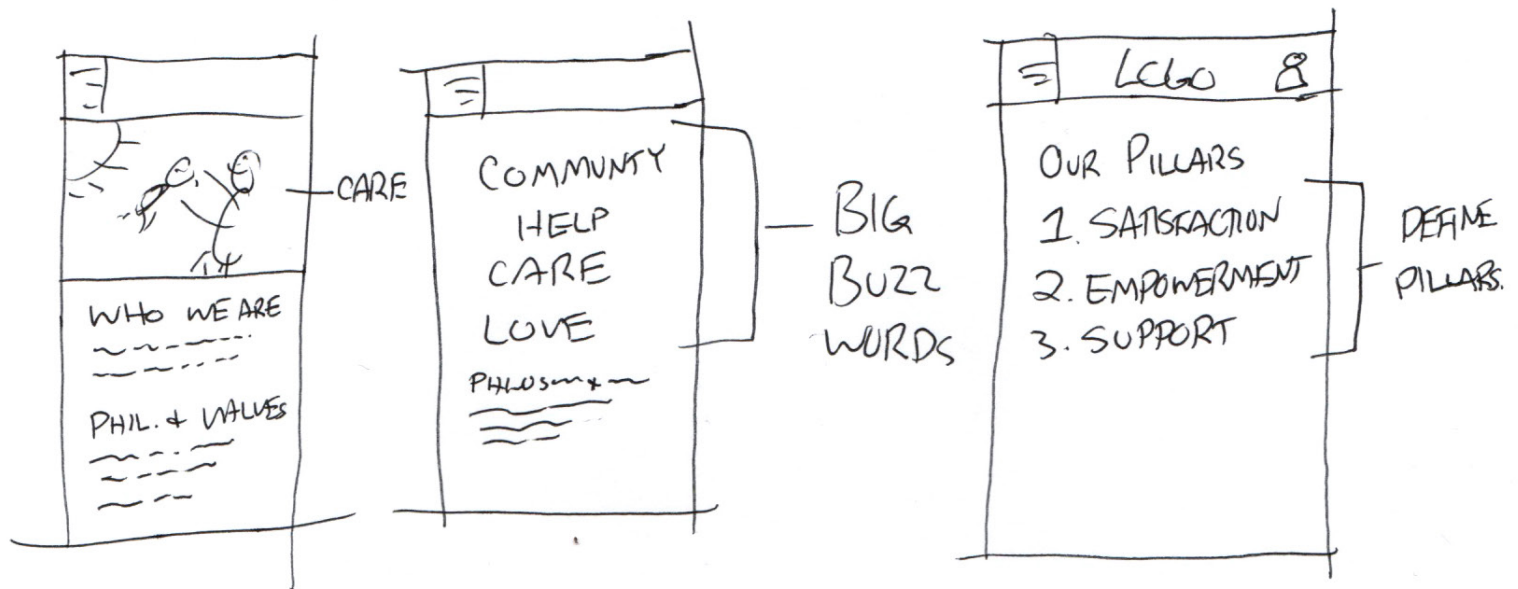 CARE
WHO WE ARE
PHIL. & VALUES
COMMUNTY
HELP
CARE
LOVE
BIG
BUZZ
WORDS
LOGO
OUR PILLARS
1. SATISFACTION
2. EMPOWERMENT
3. SUPPORT
DEFINE
PILLARS.